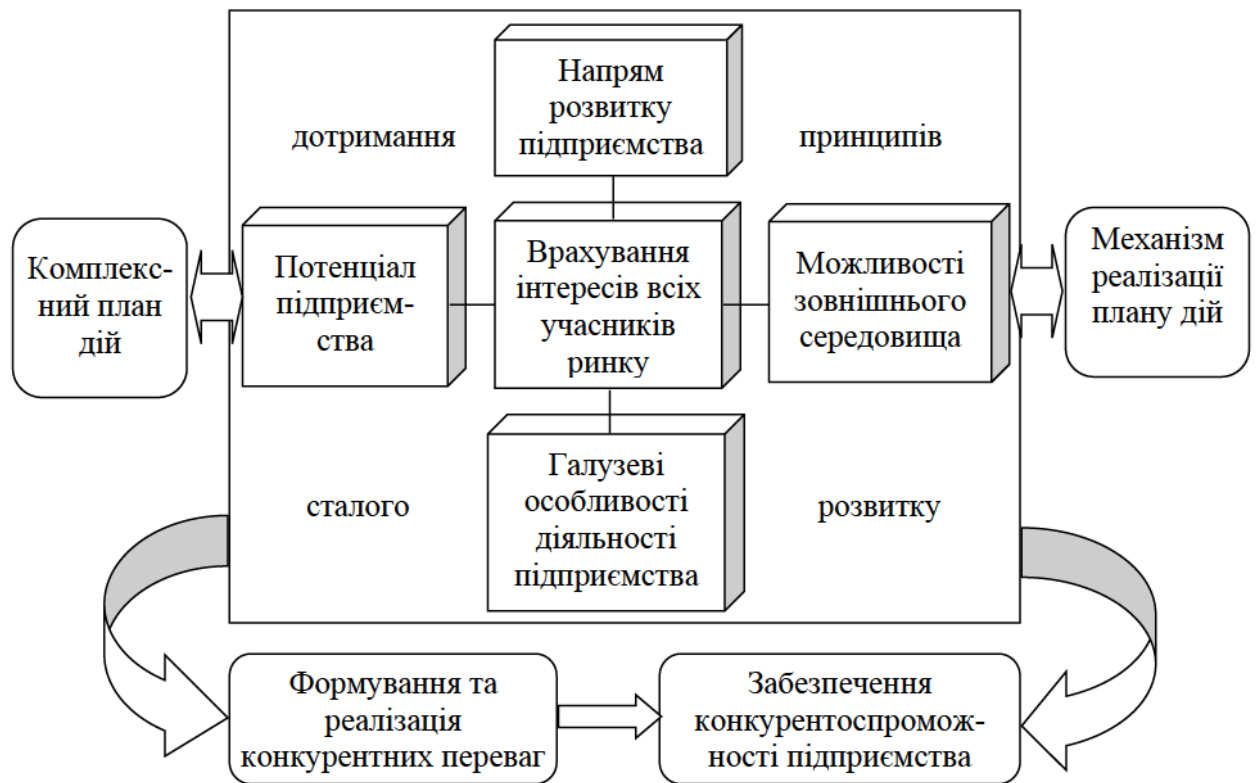 Напрям
розвитку
підприємства
дотримання
принципів
Комплекс-
ний план
дій
Потенціал
підприєм-
ства
Врахування
інтересів всіх
учасників
ринку
Можливості
зовнішнього
середовища
Механізм
реалізації
плану дій
сталого
Галузеві
особливості
діяльності
підприємства
розвитку
Формування та
реалізація
конкурентних переваг
Забезпечення
конкурентоспромож-
ності підприємства